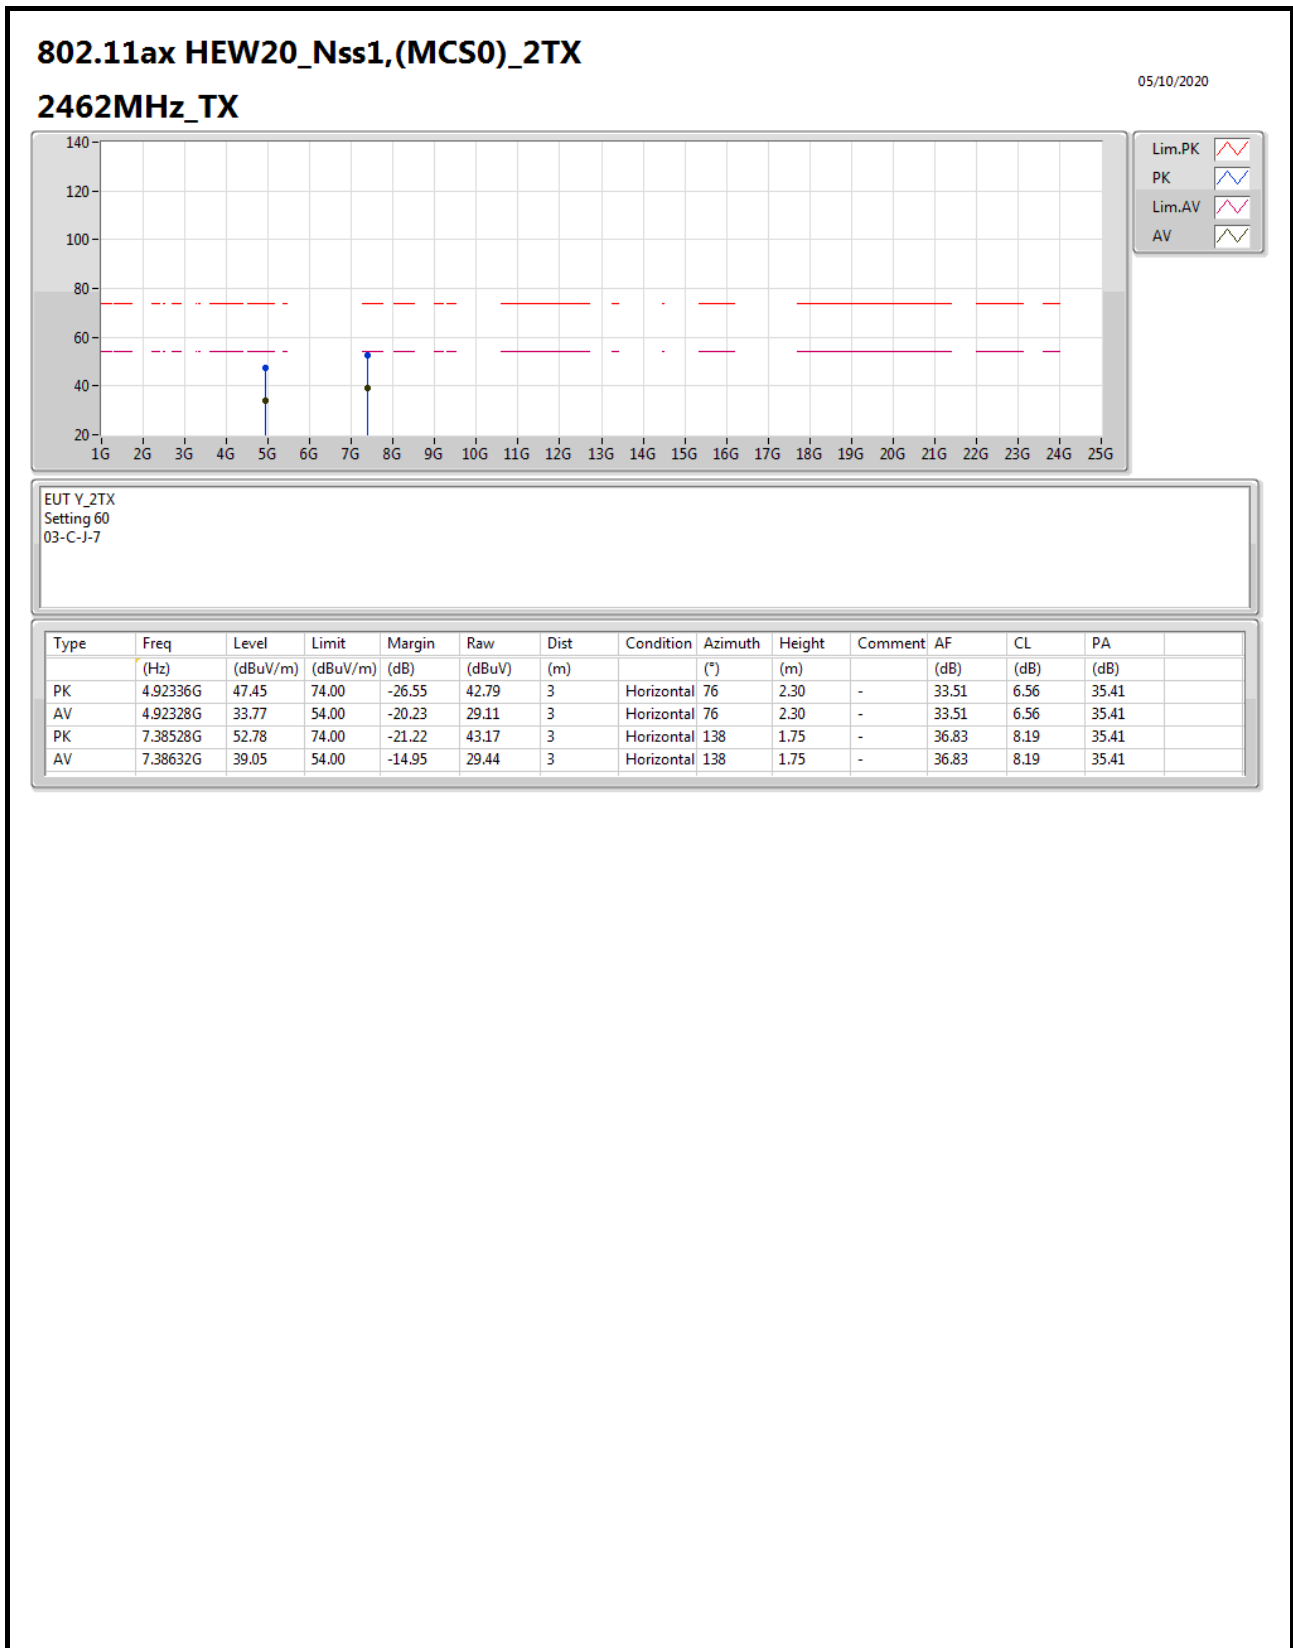 802.11ax HEW20_Nss1,(MCS0)_2TX
05/10/2020
2462MHz_TX
140
120
100
80
60
40
20
1G 2G 3G 4G 5G 6G 7G 8G 9G 10G 11G 12G 13G 14G 15G 16G 17G 18G 19G 20G 21G 22G 23G 24G 25G
Lim.PK
PK
Lim.AV
AV
EUT Y_2TX
Setting 60
03-C-J-7
Type Freq Level Limit Margin Raw Dist Condition Azimuth Height Comment AF CL PA
(Hz) (dBuV/m) (dBuV/m) (dB) (dBuV) (m) (°) (m) (dB) (dB) (dB)
PK 4.92336G 47.45 74.00 -26.55 42.79 3 Horizontal 76 2.30 - 33.51 6.56 35.41
AV 4.92328G 33.77 54.00 -20.23 29.11 3 Horizontal 76 2.30 - 33.51 6.56 35.41
PK 7.38528G 52.78 74.00 -21.22 43.17 3 Horizontal 138 1.75 - 36.83 8.19 35.41
AV 7.38632G 39.05 54.00 -14.95 29.44 3 Horizontal 138 1.75 - 36.83 8.19 35.41